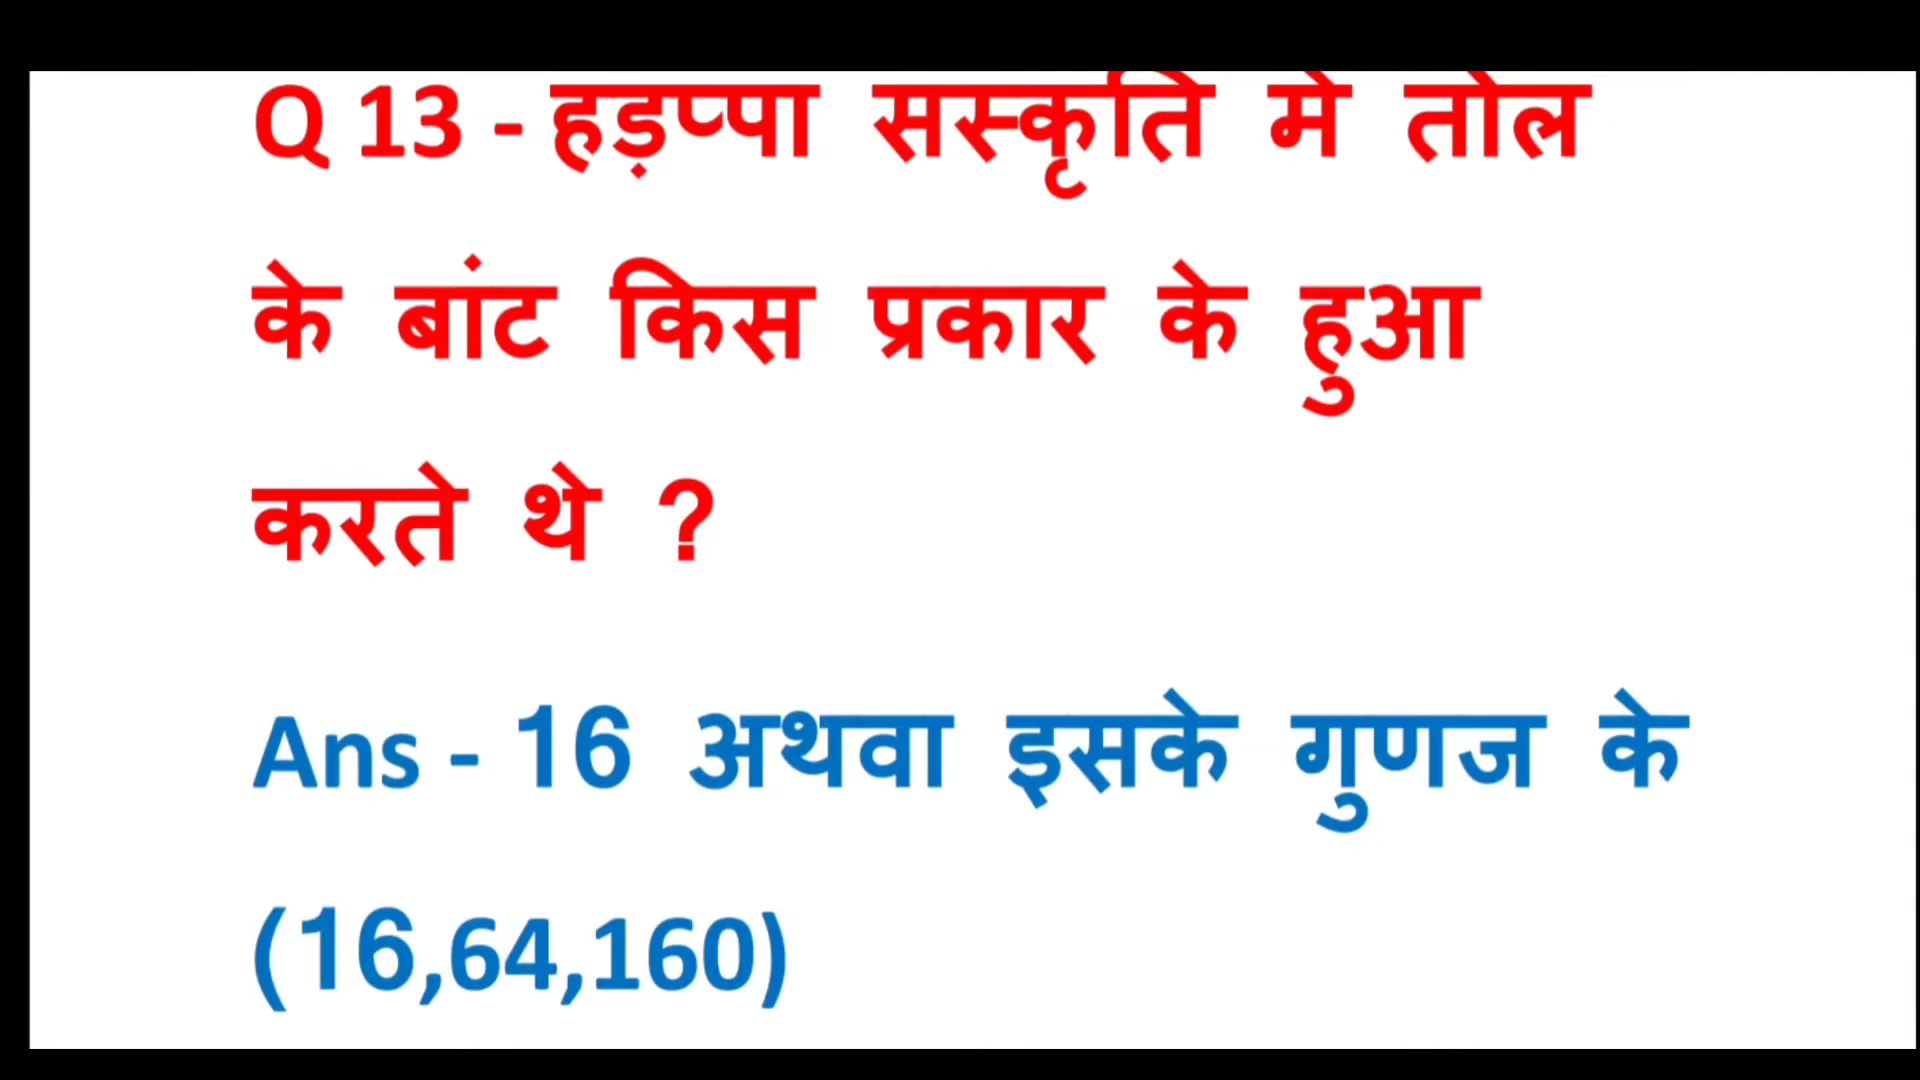 Q 13 - हड़प्पा सस्कृति मे तोल
के बांट किस प्रकार के हुआ
करते थे ?
Ans - 16 अथवा इसके गुणज के
(16,64,160)